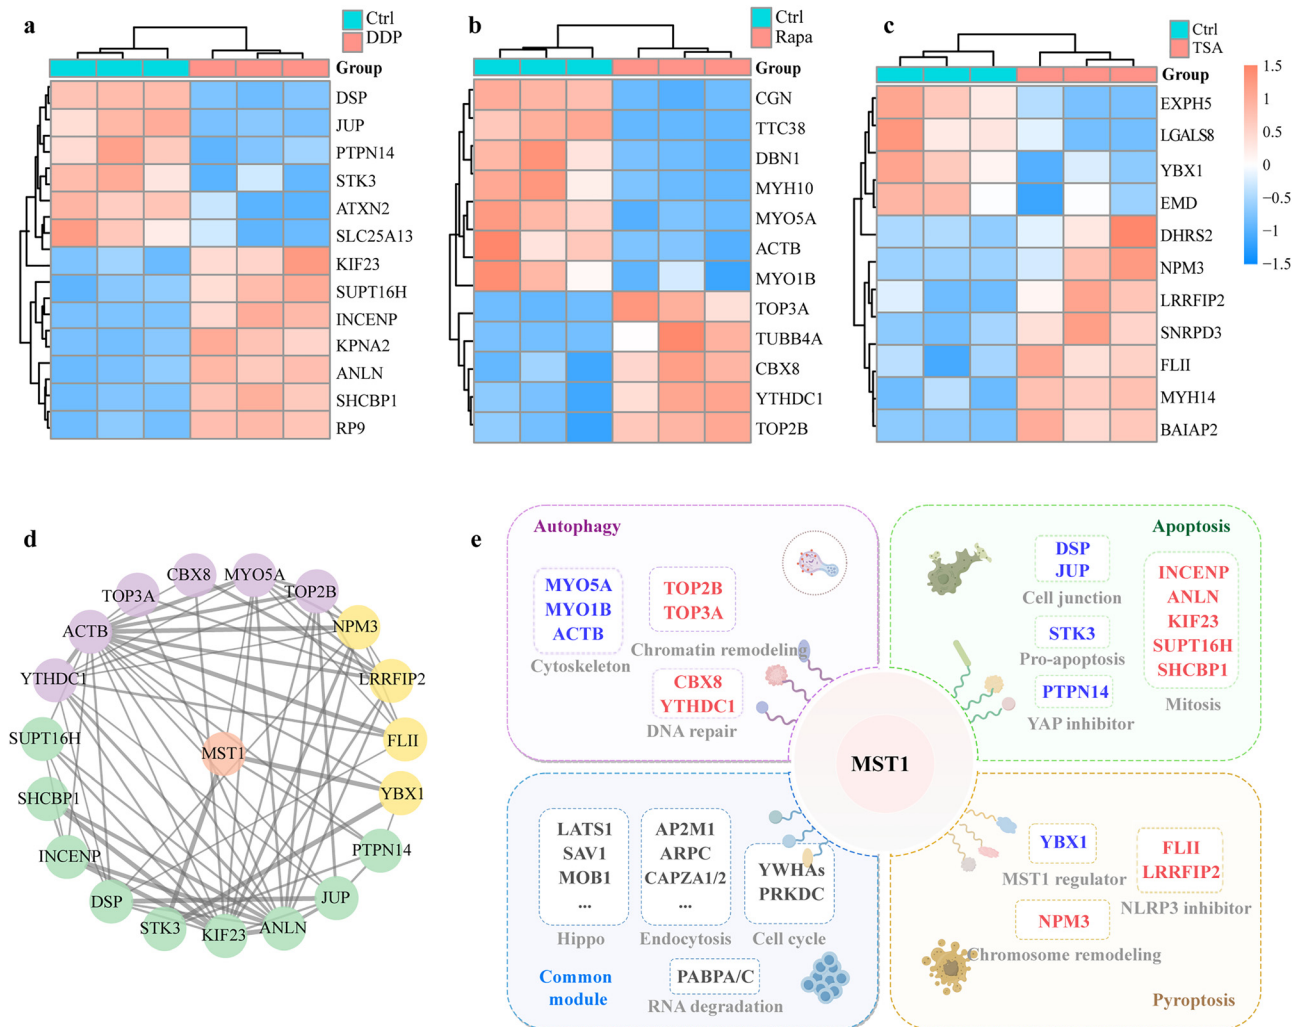 a
Ctrl
DDP
Group
DSP
JUP
PTPN14
STK3
ATXN2
SLC25A13
KIF23
SUPT16H
INCENP
KPNA2
ANLN
SHCBP1
RP9
b
Ctrl
Rapa
Group
CGN
TTC38
DBN1
MYH10
MYO5A
ACTB
MYO1B
TOP3A
TUBB4A
CBX8
YTHDC1
TOP2B
c
Ctrl
TSA
Group
EXPH5
LGALS8
YBX1
EMD
DHRS2
NPM3
LRRFIP2
SNRPD3
FLII
MYH14
BAIAP2
1.5
1
0.5
0
−0.5
−1
−1.5
d
CBX8
MYO5A
TOP3A
TOP2B
ACTB
NPM3
YTHDC1
LRRFIP2
SUPT16H
MST1
FLII
SHCBP1
YBX1
INCENP
PTPN14
DSP
JUP
STK3
KIF23
ANLN
e
Autophagy
MYO5A
MYO1B
ACTB
Cytoskeleton
TOP2B
TOP3A
Chromatin remodeling
CBX8
YTHDC1
DNA repair
Apoptosis
DSP
JUP
Cell junction
STK3
Pro-apoptosis
PTPN14
YAP inhibitor
INCENP
ANLN
KIF23
SUPT16H
SHCBP1
Mitosis
MST1
LATS1
SAV1
MOB1
...
Hippo
AP2M1
ARPC
CAPZA1/2
...
Endocytosis
YWHAs
PRKDC
Cell cycle
Common
module
PABPA/C
RNA degradation
YBX1
MST1 regulator
FLII
LRRFIP2
NLRP3 inhibitor
NPM3
Chromosome remodeling
Pyroptosis